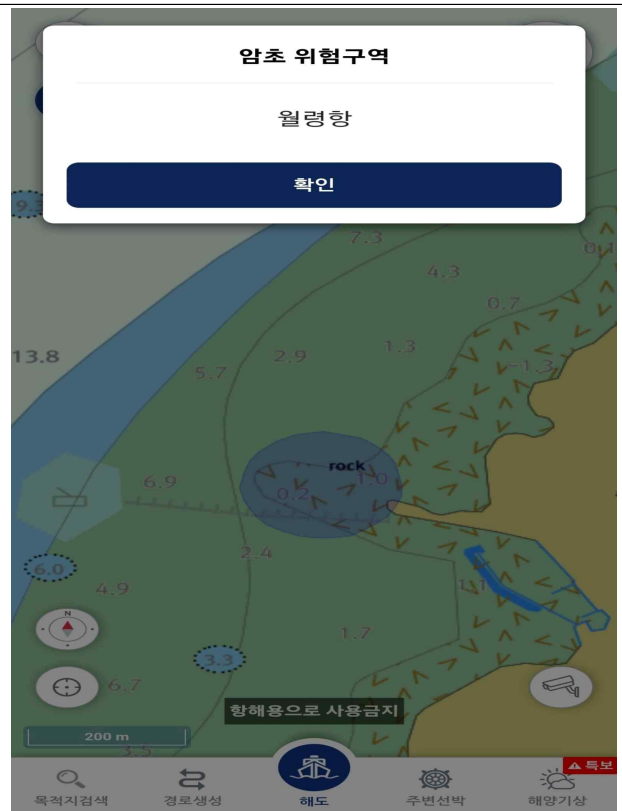 암초 위험구역
월령항
확인
9.3
7.3
0.1
4.3
0.7
13.8
2.9
1.3
-1.3
5.7
rock
6.9
0.2
1.0
2.4
6.0
4.9
1.1
N
1.7
3.3
6.7
항해용으로 사용금지
200 m
3.5
특보
목적지검색
경로생성
해도
주변선박
해양기상